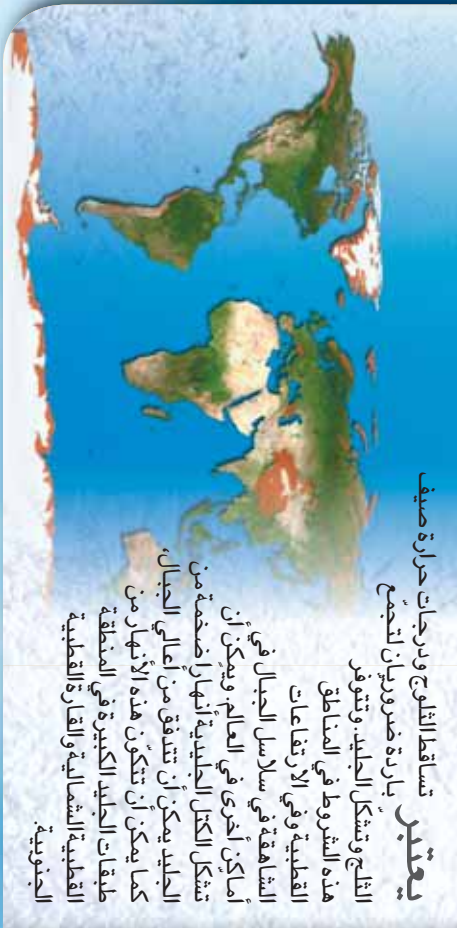 يعتبر تساقط الثلوج ودرجات حرارة صيف
باردة ضروريان لتجمّع
الثلج وتشكّل الجليد. وتتوفر
هذه الشروط في المناطق
القطبية وفي الارتفاعات
الشاهقة في سلاسل الجبال في
أماكن أخرى في العالم. ويمكن أن
تشكل الكتل الجليدية أنهارا ضخمة من
الجليد يمكن أن تتدفق من أعالي الجبال،
كما يمكن أن تتكوّن هذه الأنهار من
طبقات الجليد الكبيرة في المنطقة
القطبية الشمالية والقارة القطبية
الجنوبية.